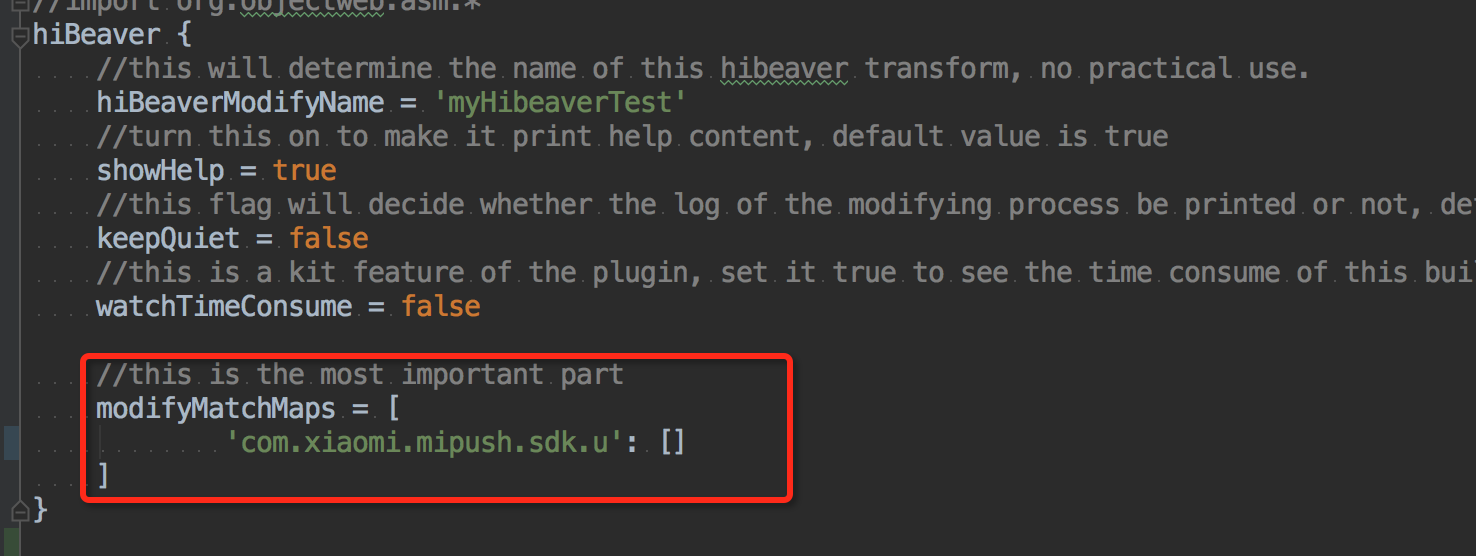 //import org.objectweb.asm.*
hiBeaver {
//this will determine the name of this hibeaver transform, no practical use.
hiBeaverModifyName = 'myHibeaverTest'
//turn this on to make it print help content, default value is true
showHelp = true
//this flag will decide whether the log of the modifying process be printed or not, de
keepQuiet = false
//this is a kit feature of the plugin, set it true to see the time consume of this bui
watchTimeConsume = false
//this is the most important part
modifyMatchMaps = [
'com.xiaomi.mipush.sdk.u': []
]
}